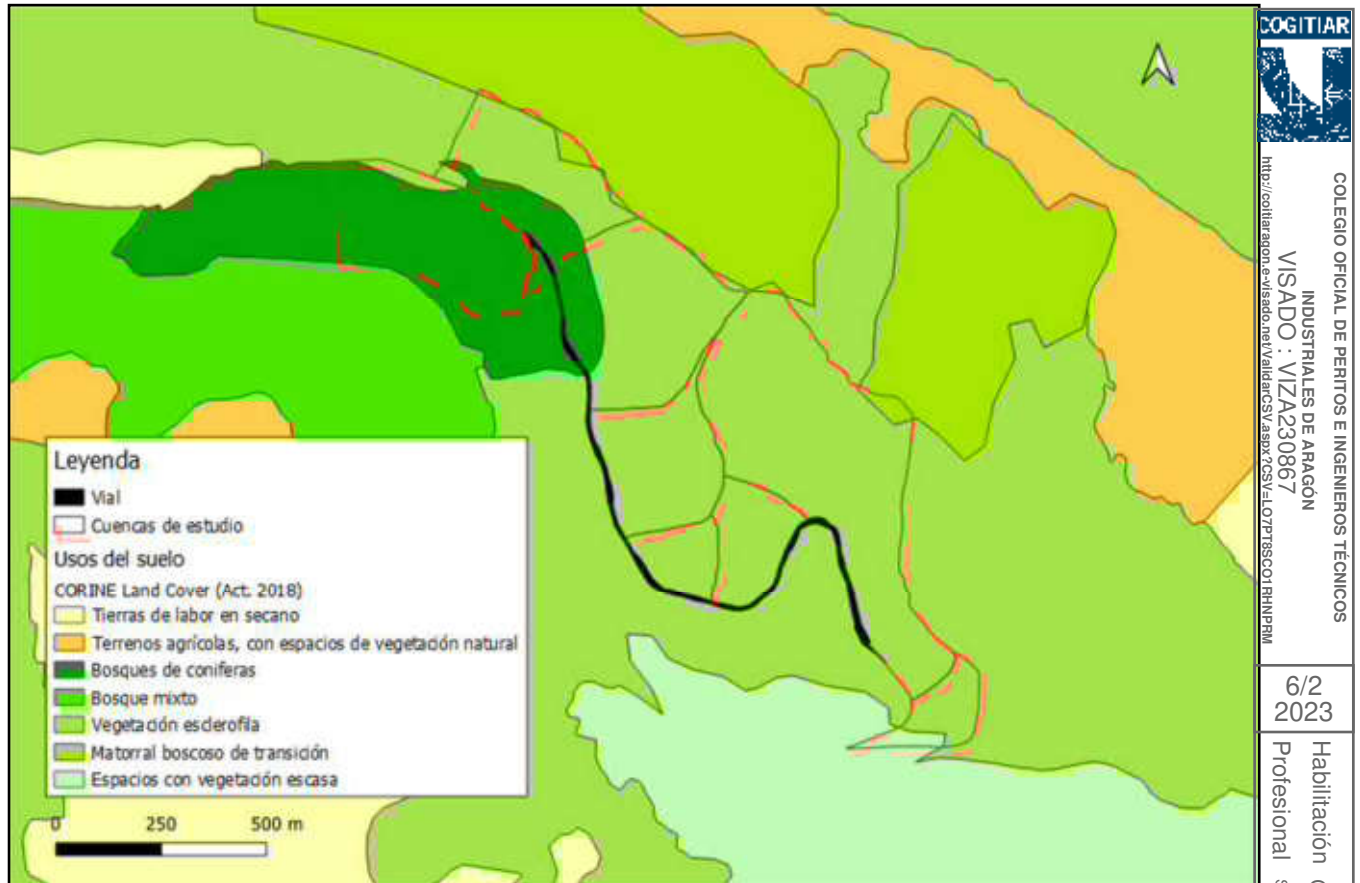 Leyenda
Vial
Cuencas de estudio
Usos del suelo
CORINE Land Cover (Act. 2018)
Tierras de labor en secano
Terrenos agrícolas, con espacios de vegetación natural
Bosques de coníferas
Bosque mixto
Vegetación esclerofila
Matorral boscoso de transición
Espacios con vegetación escasa
0 250 500 m
COGITIAR
COLEGIO OFICIAL DE PERITOS E INGENIEROS TÉCNICOS
INDUSTRIALES DE ARAGÓN
VISADO : VIZA230867
http://coitiaragon.e-visado.net/ValidarCSV.aspx?CSV=LO7PT8SCO1RHNPRM
6/2
2023
Habilitación
Profesional